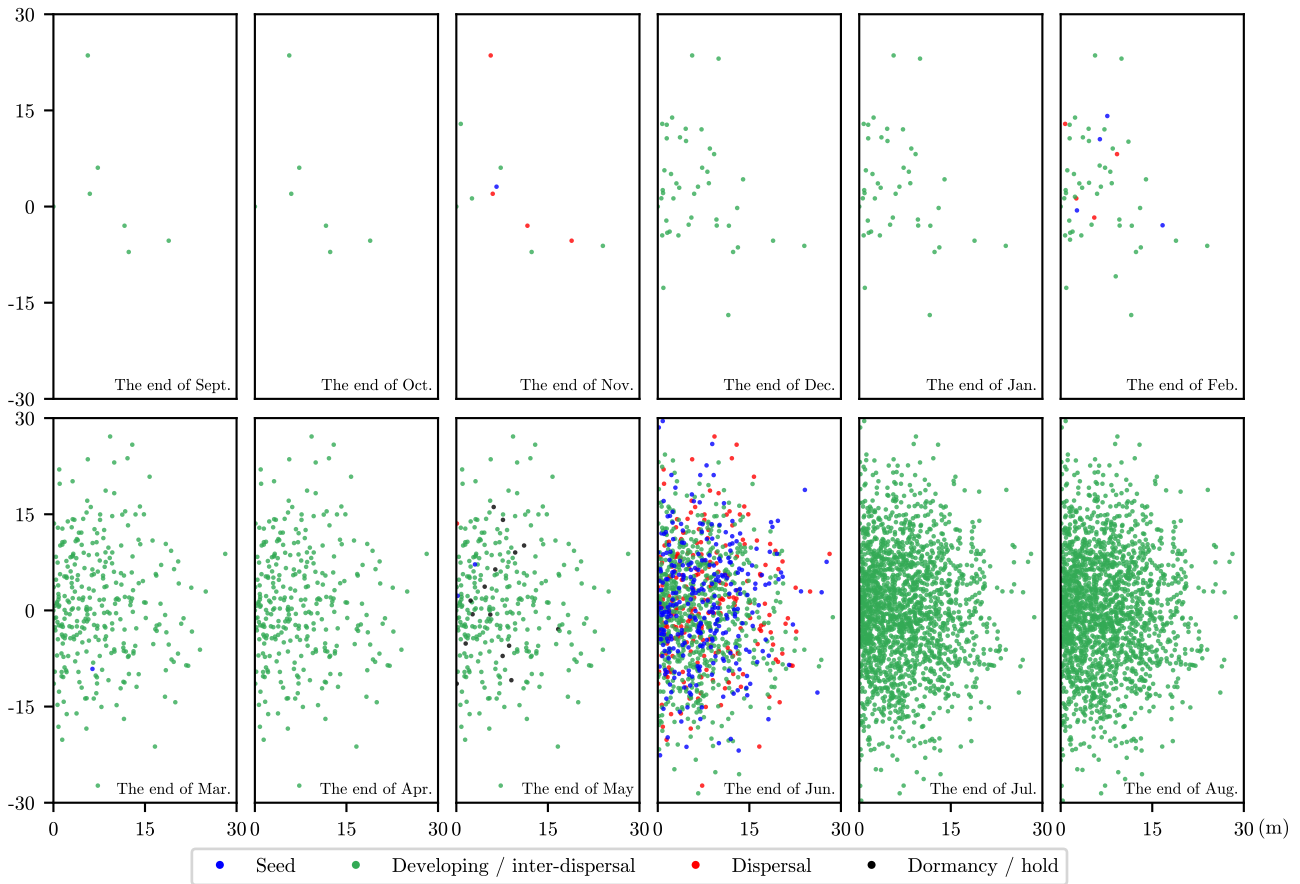 30
15
0
-15
-30
The end of Sept.
The end of Oct.
The end of Nov.
The end of Dec.
The end of Jan.
The end of Feb.
30
15
0
-15
-30
The end of Mar.
The end of Apr.
The end of May
The end of Jun.
The end of Jul.
The end of Aug.
0 15 30 0 15 30 0 15 30 0 15 30 0 15 30 0 15 30 (m)
Seed Developing / inter-dispersal Dispersal Dormancy / hold